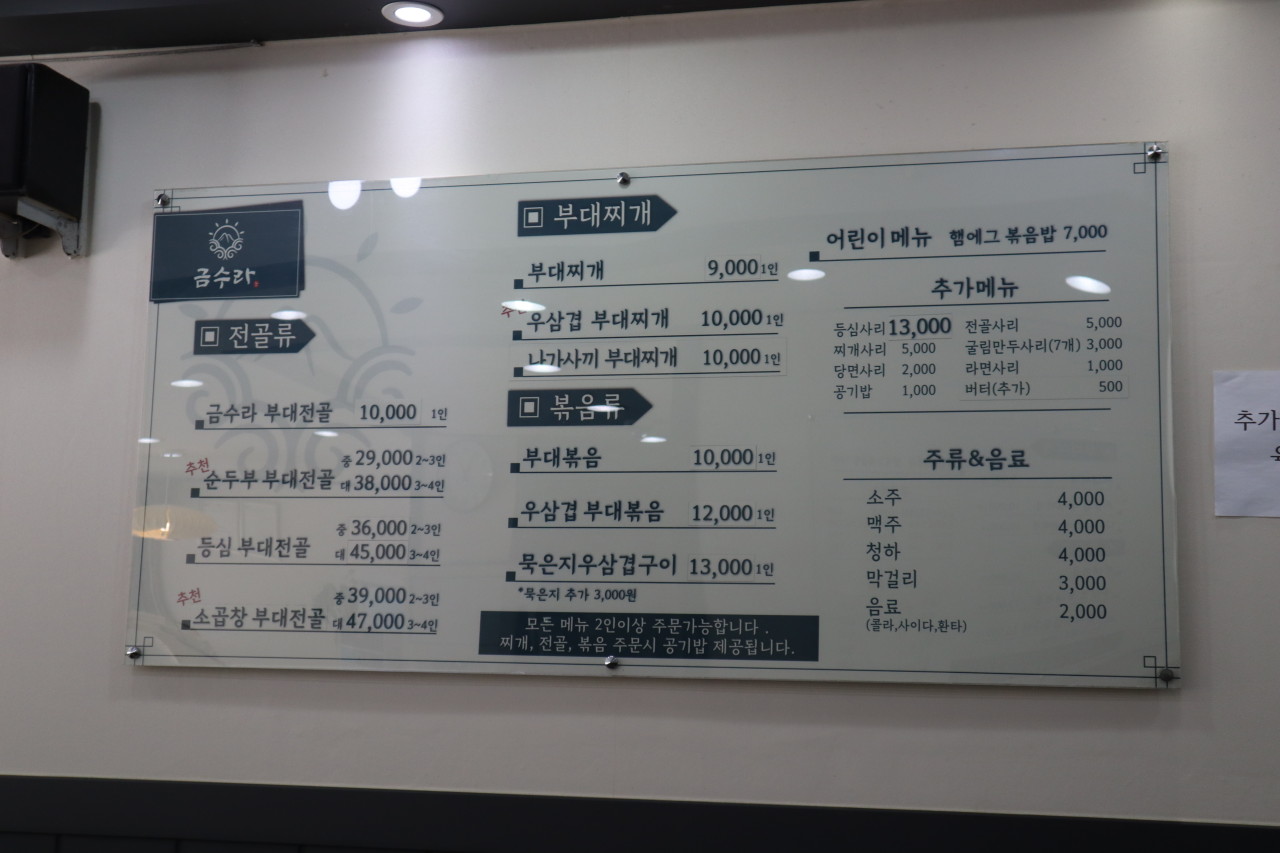 금수라
전골류
금수라 부대전골 10,000 1인
추천
순두부 부대전골 중 29,000 2~3인
대 38,000 3~4인
등심 부대전골 중 36,000 2~3인
대 45,000 3~4인
추천
소곱창 부대전골 중 39,000 2~3인
대 47,000 3~4인
부대찌개
부대찌개 9,000 1인
우삼겹 부대찌개 10,000 1인
나가사끼 부대찌개 10,000 1인
볶음류
부대볶음 10,000 1인
우삼겹 부대볶음 12,000 1인
묵은지우삼겹구이 13,000 1인
*묵은지 추가 3,000원
모든 메뉴 2인이상 주문가능합니다.
찌개, 전골, 볶음 주문시 공기밥 제공됩니다.
어린이 메뉴 햄에그 볶음밥 7,000
추가메뉴
등심사리 13,000 전골사리 5,000
찌개사리 5,000 굴림만두사리(7개) 3,000
당면사리 2,000 라면사리 1,000
공기밥 1,000 버터(추가) 500
주류&음료
소주 4,000
맥주 4,000
청하 4,000
막걸리 3,000
음료 2,000
(콜라,사이다,환타)
추가